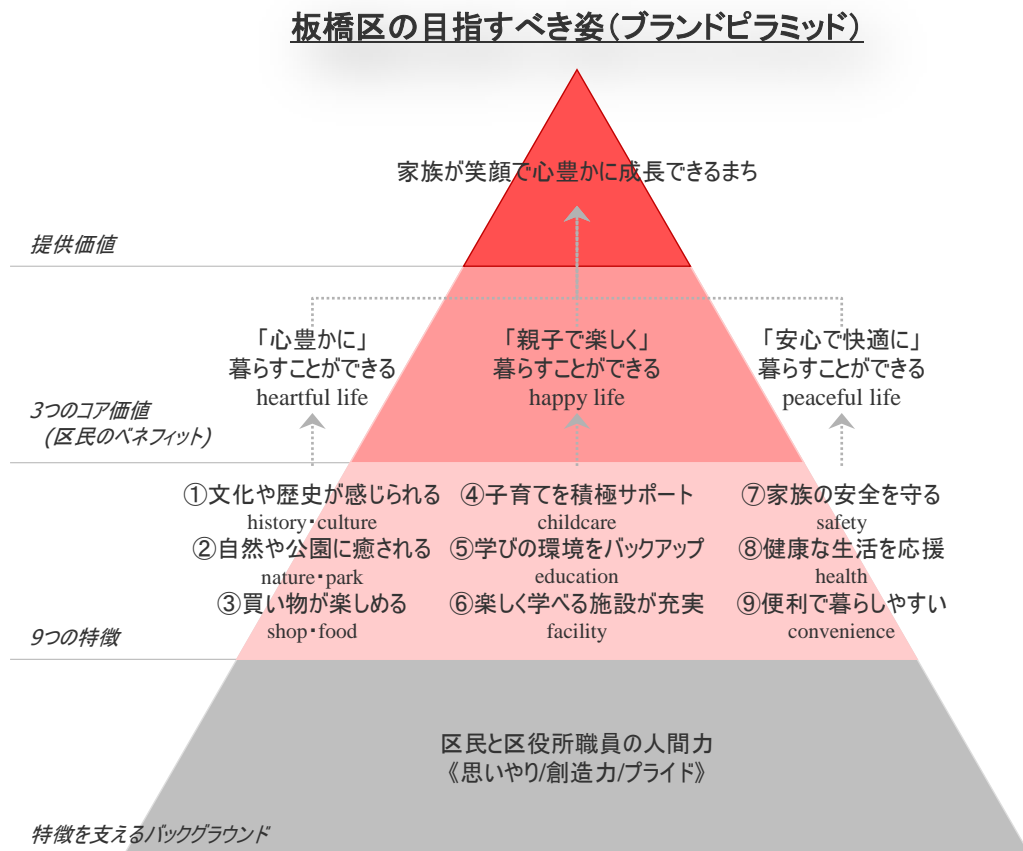 板橋区の目指すべき姿(ブランドピラミッド)
家族が笑顔で心豊かに成長できるまち
提供価値
「心豊かに」
暮らすことができる
heartful life
「親子で楽しく」
暮らすことができる
happy life
「安心で快適に」
暮らすことができる
peaceful life
3つのコア価値
(区民のベネフィット)
①文化や歴史が感じられる
history・culture
②自然や公園に癒される
nature・park
③買い物が楽しめる
shop・food
④子育てを積極サポート
childcare
⑤学びの環境をバックアップ
education
⑥楽しく学べる施設が充実
facility
⑦家族の安全を守る
safety
⑧健康な生活を応援
health
⑨便利で暮らしやすい
convenience
9つの特徴
区民と区役所職員の人間力
《思いやり/創造力/プライド》
特徴を支えるバックグラウンド